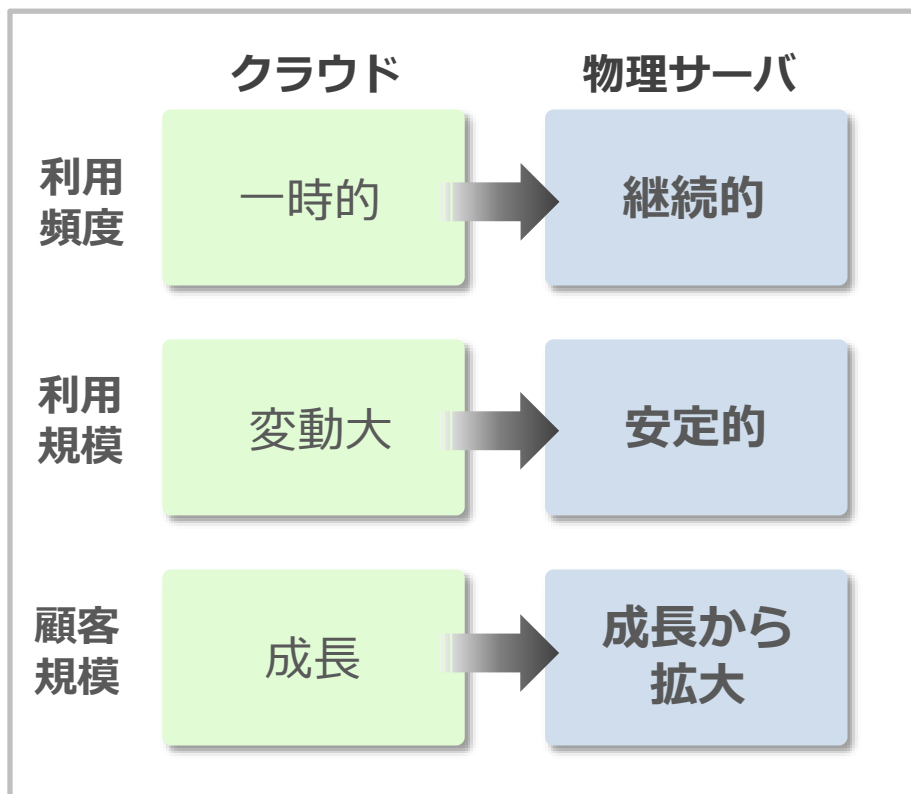 クラウド
物理サーバ
利用
頻度
一時的
継続的
利用
規模
変動大
安定的
顧客
規模
成長
成長から
拡大